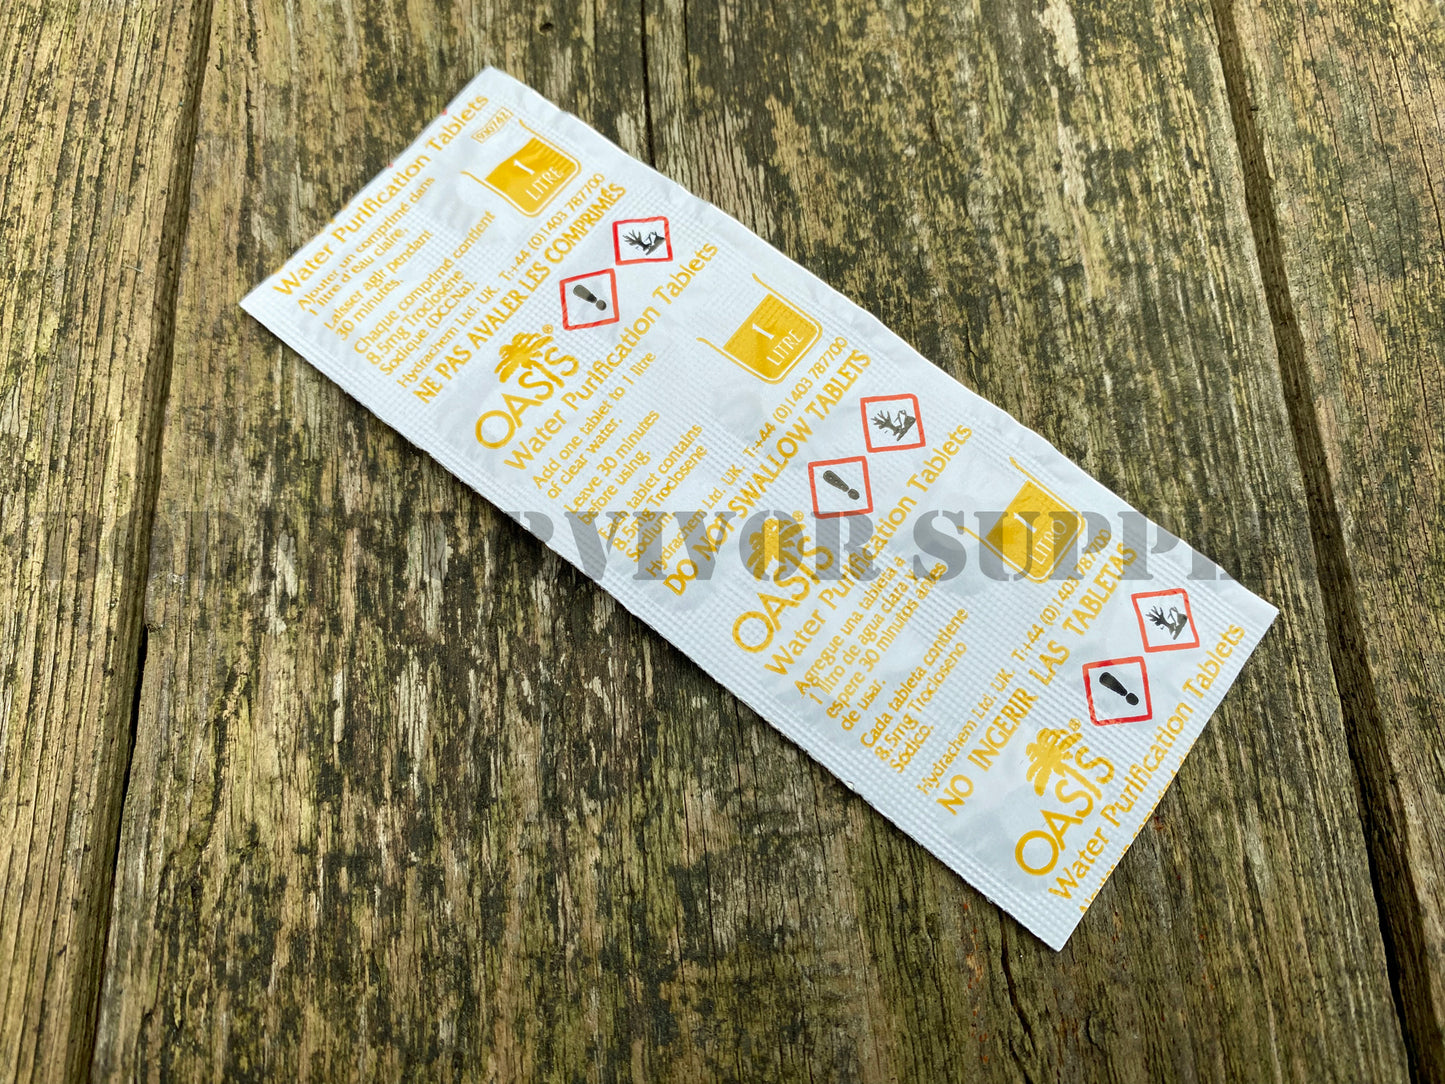 Water Purification Tablets
1
LITRE
Ajouter un comprimé dans
1 litre d'eau claire.
Laisser agir pendant
30 minutes.
Chaque comprimé contient
8.5mg Troclosène
Sodique (DCCNa).
Hydrachem Ltd, UK. T:+44 (0)1403 787700
NE PAS AVALER LES COMPRIMÉS
OASIS®
Water Purification Tablets
1
LITRE
Add one tablet to 1 litre
of clear water.
Leave 30 minutes
before using.
Each tablet contains
8.5mg Troclosene
Hydrachem Ltd, UK. T:+44 (0)1403 787700
DO NOT SWALLOW TABLETS
OASIS®
Water Purification Tablets
1
LITRO
Agregue una tableta a
1 litro de agua clara y
espere 30 minutos antes
de usar.
Cada tableta contiene
8.5mg Trocloseno
Sódico.
Hydrachem Ltd, UK. T:+44 (0)1403 787700
NO INGERIR LAS TABLETAS
OASIS®
Water Purification Tablets